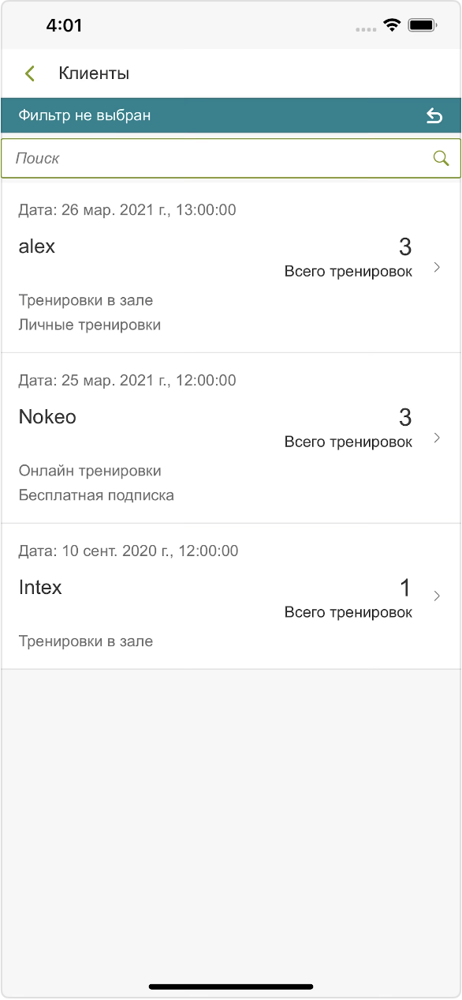 4:01
Клиенты
Фильтр не выбран
Поиск
Дата: 26 мар. 2021 г., 13:00:00
alex
3
Всего тренировок
Тренировки в зале
Личные тренировки
Дата: 25 мар. 2021 г., 12:00:00
Nokeo
3
Всего тренировок
Онлайн тренировки
Бесплатная подписка
Дата: 10 сент. 2020 г., 12:00:00
Intex
1
Всего тренировок
Тренировки в зале